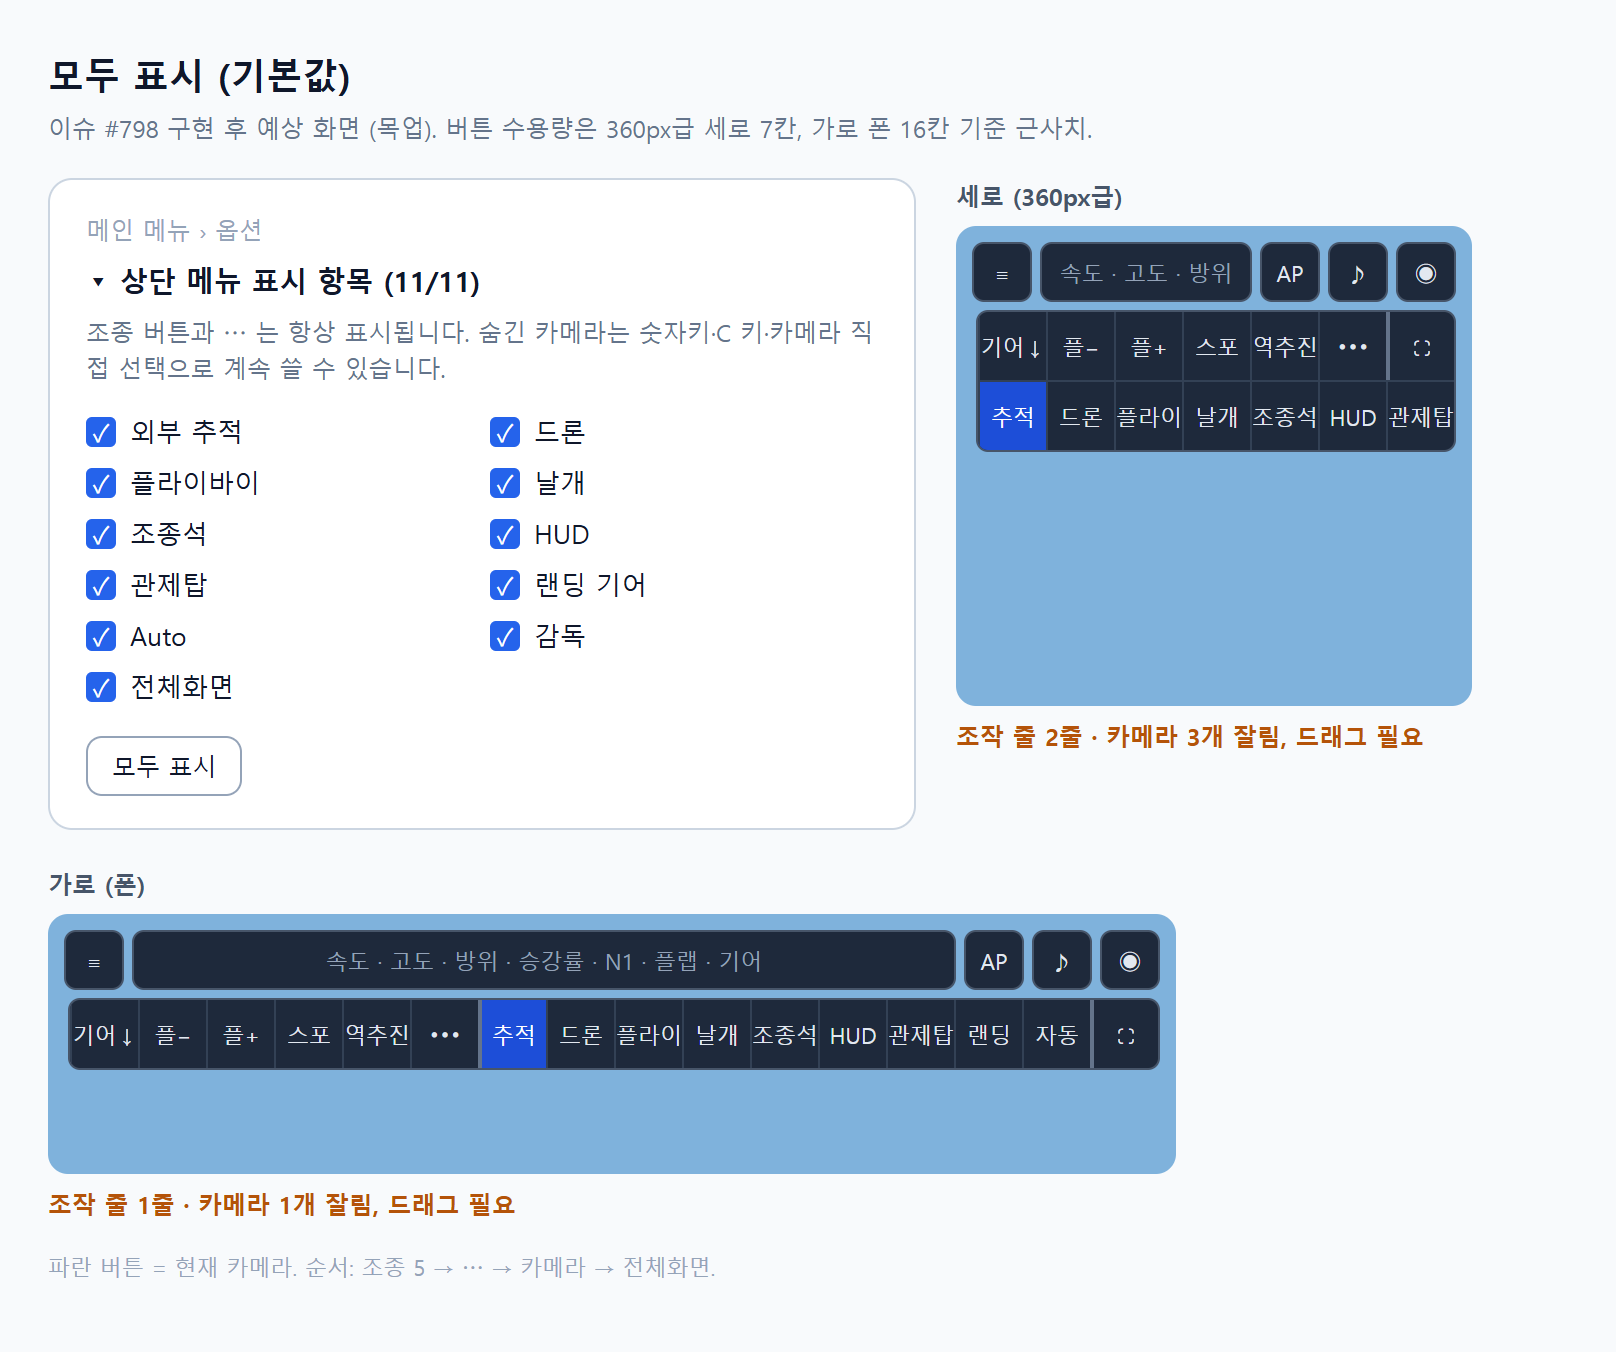 모두 표시 (기본값)
이슈 #798 구현 후 예상 화면 (목업). 버튼 수용량은 360px급 세로 7칸, 가로 폰 16칸 기준 근사치.
메인 메뉴 › 옵션
▼ 상단 메뉴 표시 항목 (11/11)
조종 버튼과 ⋯ 는 항상 표시됩니다. 숨긴 카메라는 숫자키·C 키·카메라 직
접 선택으로 계속 쓸 수 있습니다.
✓ 외부 추적
✓ 드론
✓ 플라이바이
✓ 날개
✓ 조종석
✓ HUD
✓ 관제탑
✓ 랜딩 기어
✓ Auto
✓ 감독
✓ 전체화면
모두 표시
세로 (360px급)
≡ 속도 · 고도 · 방위 AP ♪ ◉
기어↓ 플− 플+ 스포 역추진 ••• ⛶
추적 드론 플라이 날개 조종석 HUD 관제탑
조작 줄 2줄 · 카메라 3개 잘림, 드래그 필요
가로 (폰)
≡ 속도 · 고도 · 방위 · 승강률 · N1 · 플랩 · 기어 AP ♪ ◉
기어↓ 플− 플+ 스포 역추진 ••• 추적 드론 플라이 날개 조종석 HUD 관제탑 랜딩 자동 ⛶
조작 줄 1줄 · 카메라 1개 잘림, 드래그 필요
파란 버튼 = 현재 카메라. 순서: 조종 5 → ⋯ → 카메라 → 전체화면.